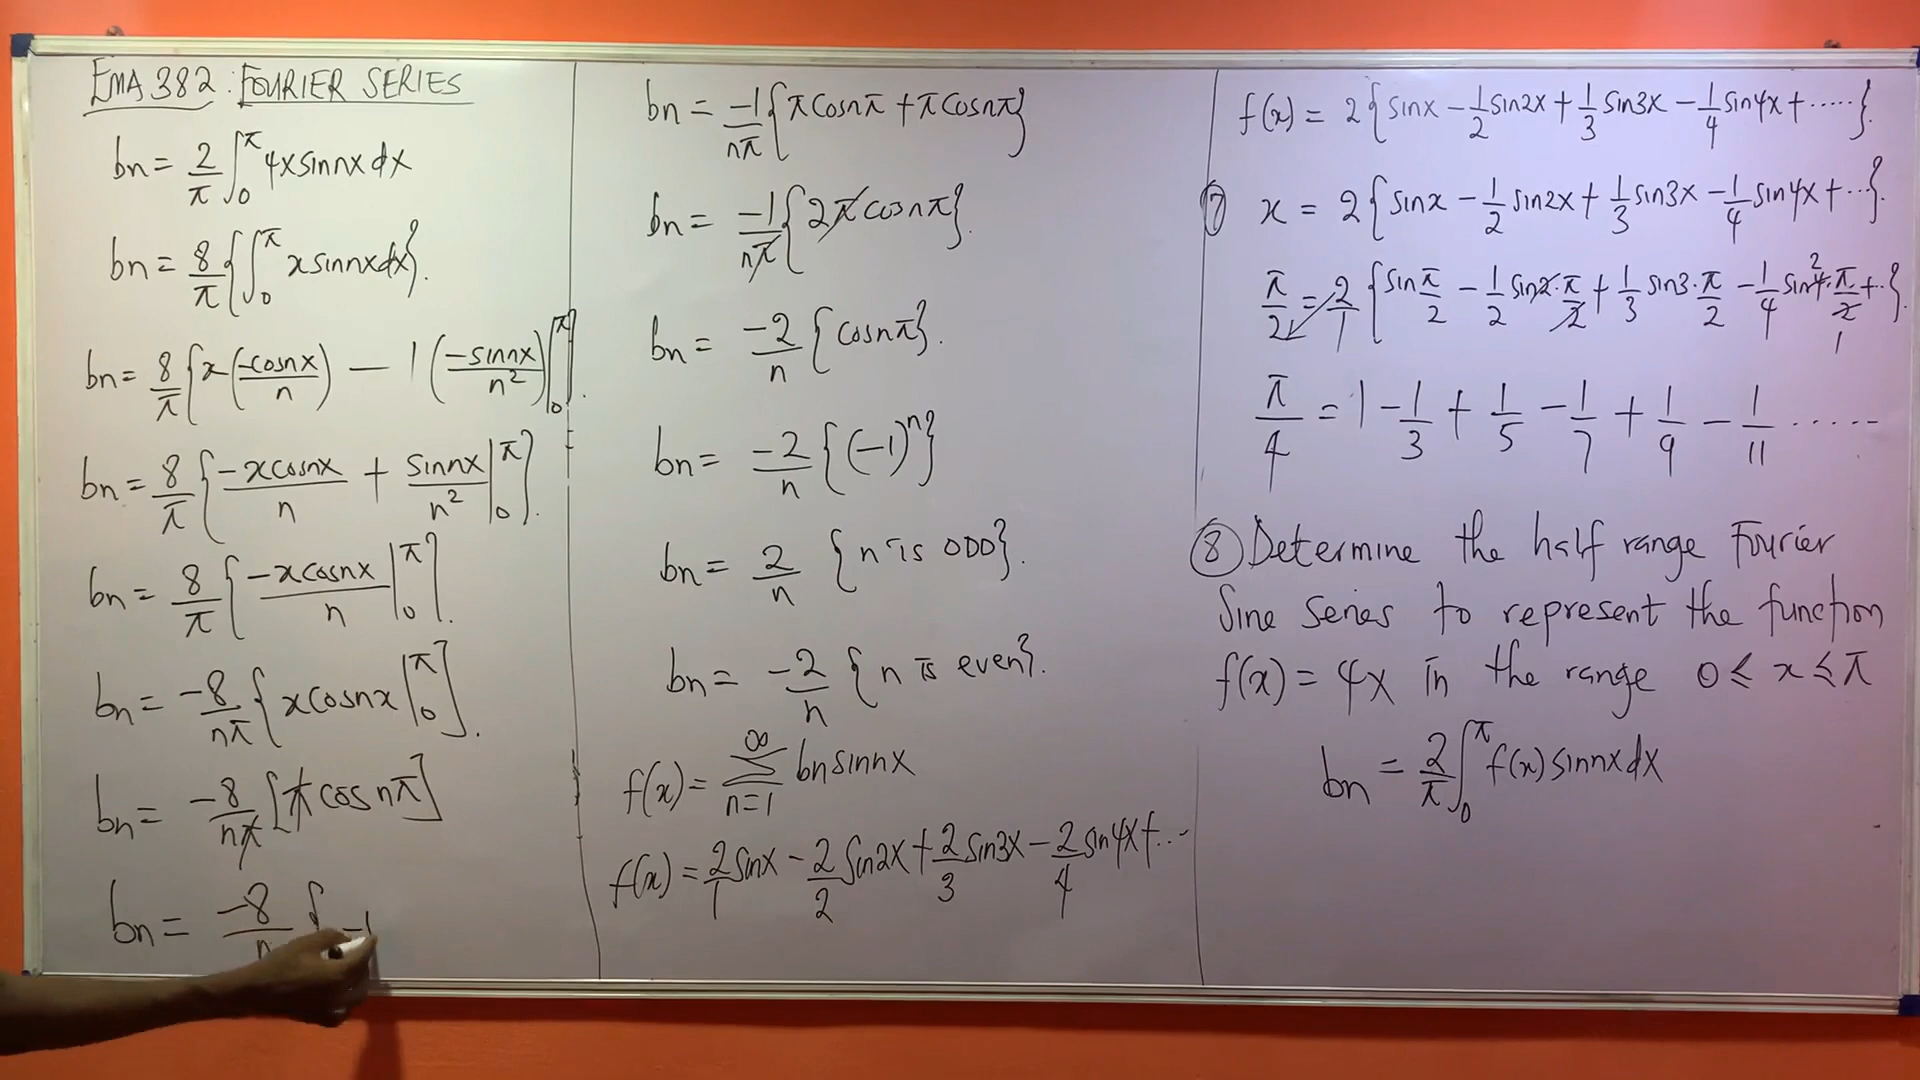 EMA 382: FOURIER SERIES
bn = 2/π ∫₀^π 4x sinnx dx
bn = 8/π {∫₀^π x sinnx dx}.
bn = 8/π {x(-cosnx/n) - 1(-sinnx/n²)|₀^π}.
bn = 8/π {-xcosnx/n + sinnx/n² |₀^π}.
bn = 8/π {-xcosnx/n |₀^π}.
bn = -8/nπ {xcosnx |₀^π].
bn = -8/nπ [π cosnπ]
bn = -8/n { -1
bn = -1/nπ {π cosnπ + π cosnπ}
bn = -1/nπ {2π cosnπ}.
bn = -2/n {cosnπ}.
bn = -2/n {(-1)ⁿ}
bn = 2/n {n is ODD}.
bn = -2/n {n is even}.
f(x) = ∞Σn=1 bn sinnx
f(x) = 2/1 sinx - 2/2 sin2x + 2/3 sin3x - 2/4 sin4x + ...
f(x) = 2{sinx - 1/2 sin2x + 1/3 sin3x - 1/4 sin4x + .....}.
⑦ x = 2{sinx - 1/2 sin2x + 1/3 sin3x - 1/4 sin4x + ...}.
π/2 = 2/1 {sin π/2 - 1/2 sin2·π/2 + 1/3 sin3·π/2 - 1/4 sin4·π/2 + ..}. 2 1
π/4 = 1 - 1/3 + 1/5 - 1/7 + 1/9 - 1/11 .....
⑧ Determine the half range Fourier
Sine Series to represent the function
f(x) = 4x in the range 0 ≤ x ≤ π
bn = 2/π ∫₀^π f(x) sinnx dx